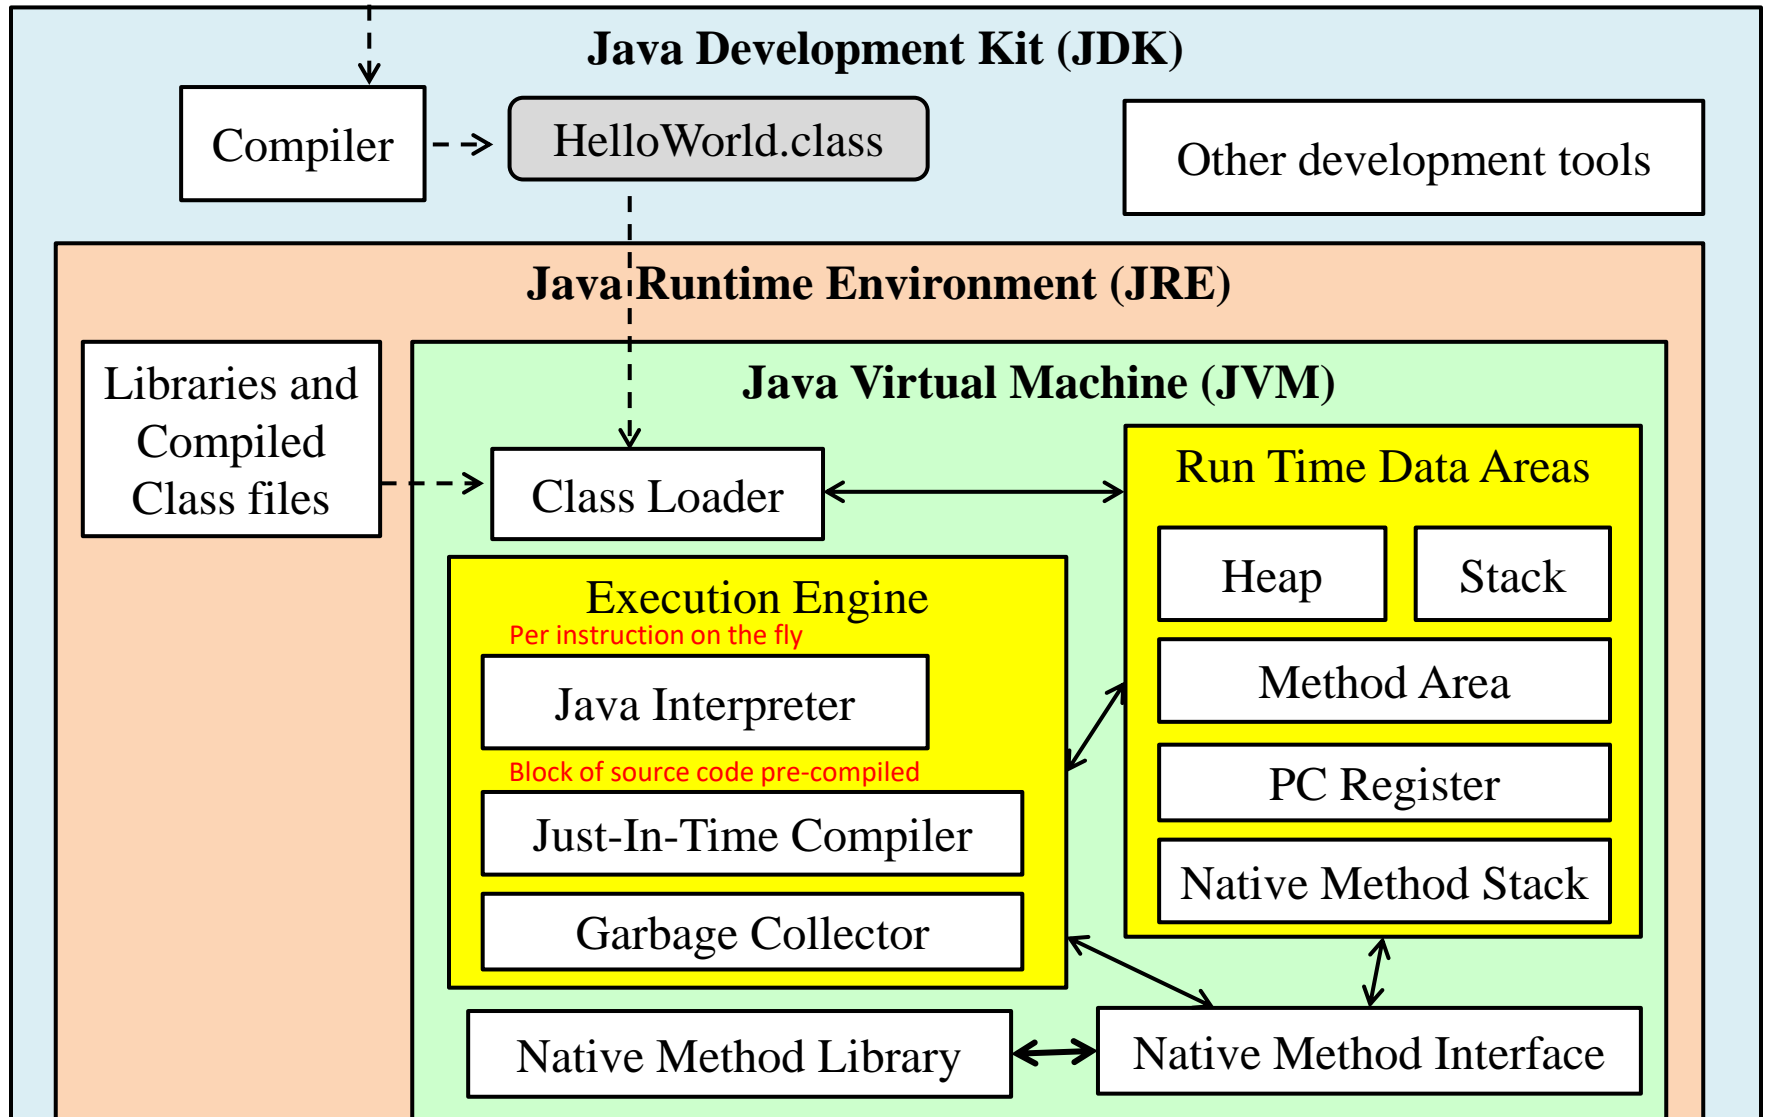 Java Development Kit (JDK)
Compiler
HelloWorld.class
Other development tools
Java Runtime Environment (JRE)
Libraries and
Compiled
Class files
Java Virtual Machine (JVM)
Class Loader
Run Time Data Areas
Heap
Stack
Method Area
PC Register
Native Method Stack
Execution Engine
Per instruction on the fly
Java Interpreter
Block of source code pre-compiled
Just-In-Time Compiler
Garbage Collector
Native Method Library
Native Method Interface